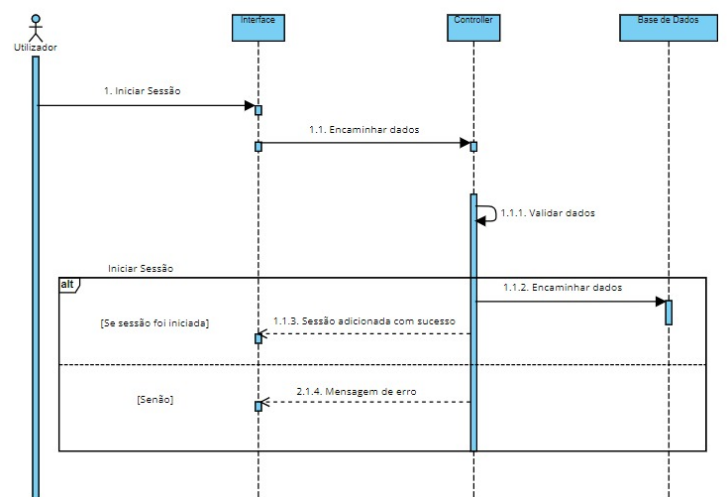 Utilizador
Interface
Controller
Base de Dados
1. Iniciar Sessão
1.1. Encaminhar dados
1.1.1. Validar dados
Iniciar Sessão
alt
1.1.2. Encaminhar dados
[Se sessão foi iniciada]
1.1.3. Sessão adicionada com sucesso
[Senão]
2.1.4. Mensagem de erro